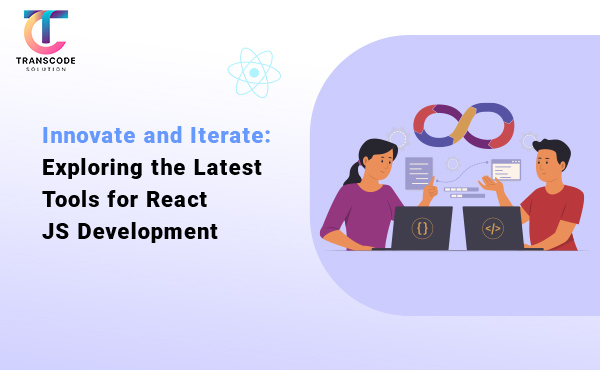 TRANSCODE
SOLUTION
Innovate and Iterate:
Exploring the Latest
Tools for React
JS Development
{ }
</>